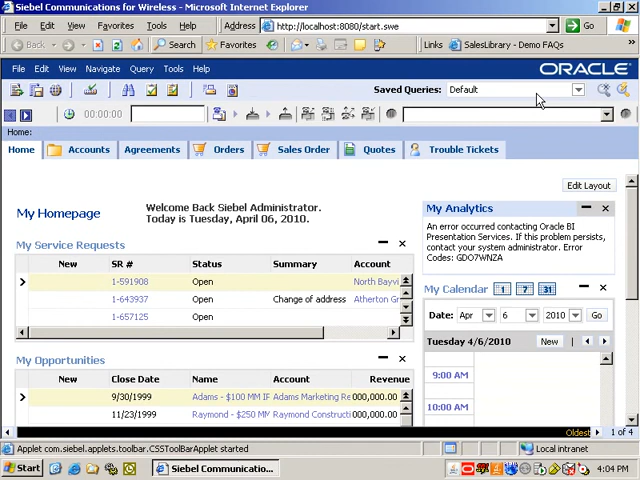 Siebel Communications for Wireless - Microsoft Internet Explorer
File Edit View Favorites Tools Help Address http://localhost:8080/start.swe Go
Back Search Favorites Links SalesLibrary - Demo FAQs
File Edit View Navigate Query Tools Help ORACLE
Saved Queries: Default
00:00:00
Home:
Home Accounts Agreements Orders Sales Order Quotes Trouble Tickets
Edit Layout
My Homepage
Welcome Back Siebel Administrator.
Today is Tuesday, April 06, 2010.
My Service Requests
New SR # Status Summary Account
1-591908 Open North Bayvi
1-643937 Open Change of address Atherton Gr
1-657125 Open
My Opportunities
New Close Date Name Account Revenue
9/30/1999 Adams - $100 MM IF Adams Marketing Re 000,000.00
11/23/1999 Raymond - $250 MM Raymond Constructi 000,000.00
My Analytics
An error occurred contacting Oracle BI
Presentation Services. If this problem persists,
contact your system administrator. Error
Codes: GDO7WNZA
My Calendar 1 7 31
Date: Apr 6 2010 Go
Tuesday 4/6/2010 New
9:00 AM
10:00 AM
Oldest 1 of 4
Applet com.siebel.applets.toolbar.CSSToolBarApplet started Local intranet
Start Siebel Communicatio... 4:04 PM